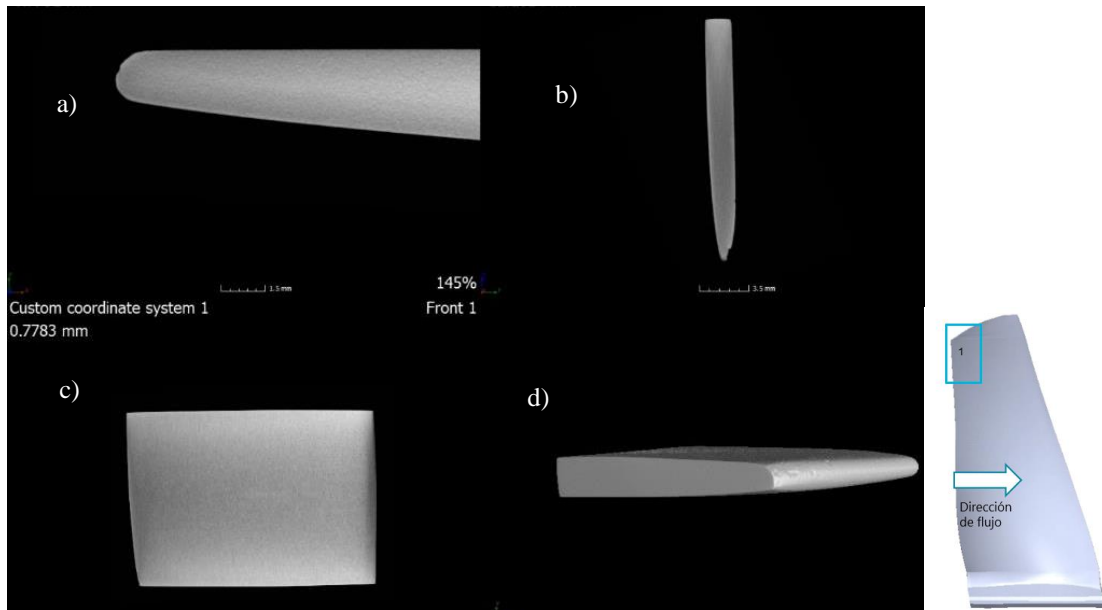 a)
b)
1.5 mm
145%
3.5 mm
Custom coordinate system 1
Front 1
0.7783 mm
c)
d)
1
Dirección
de flujo